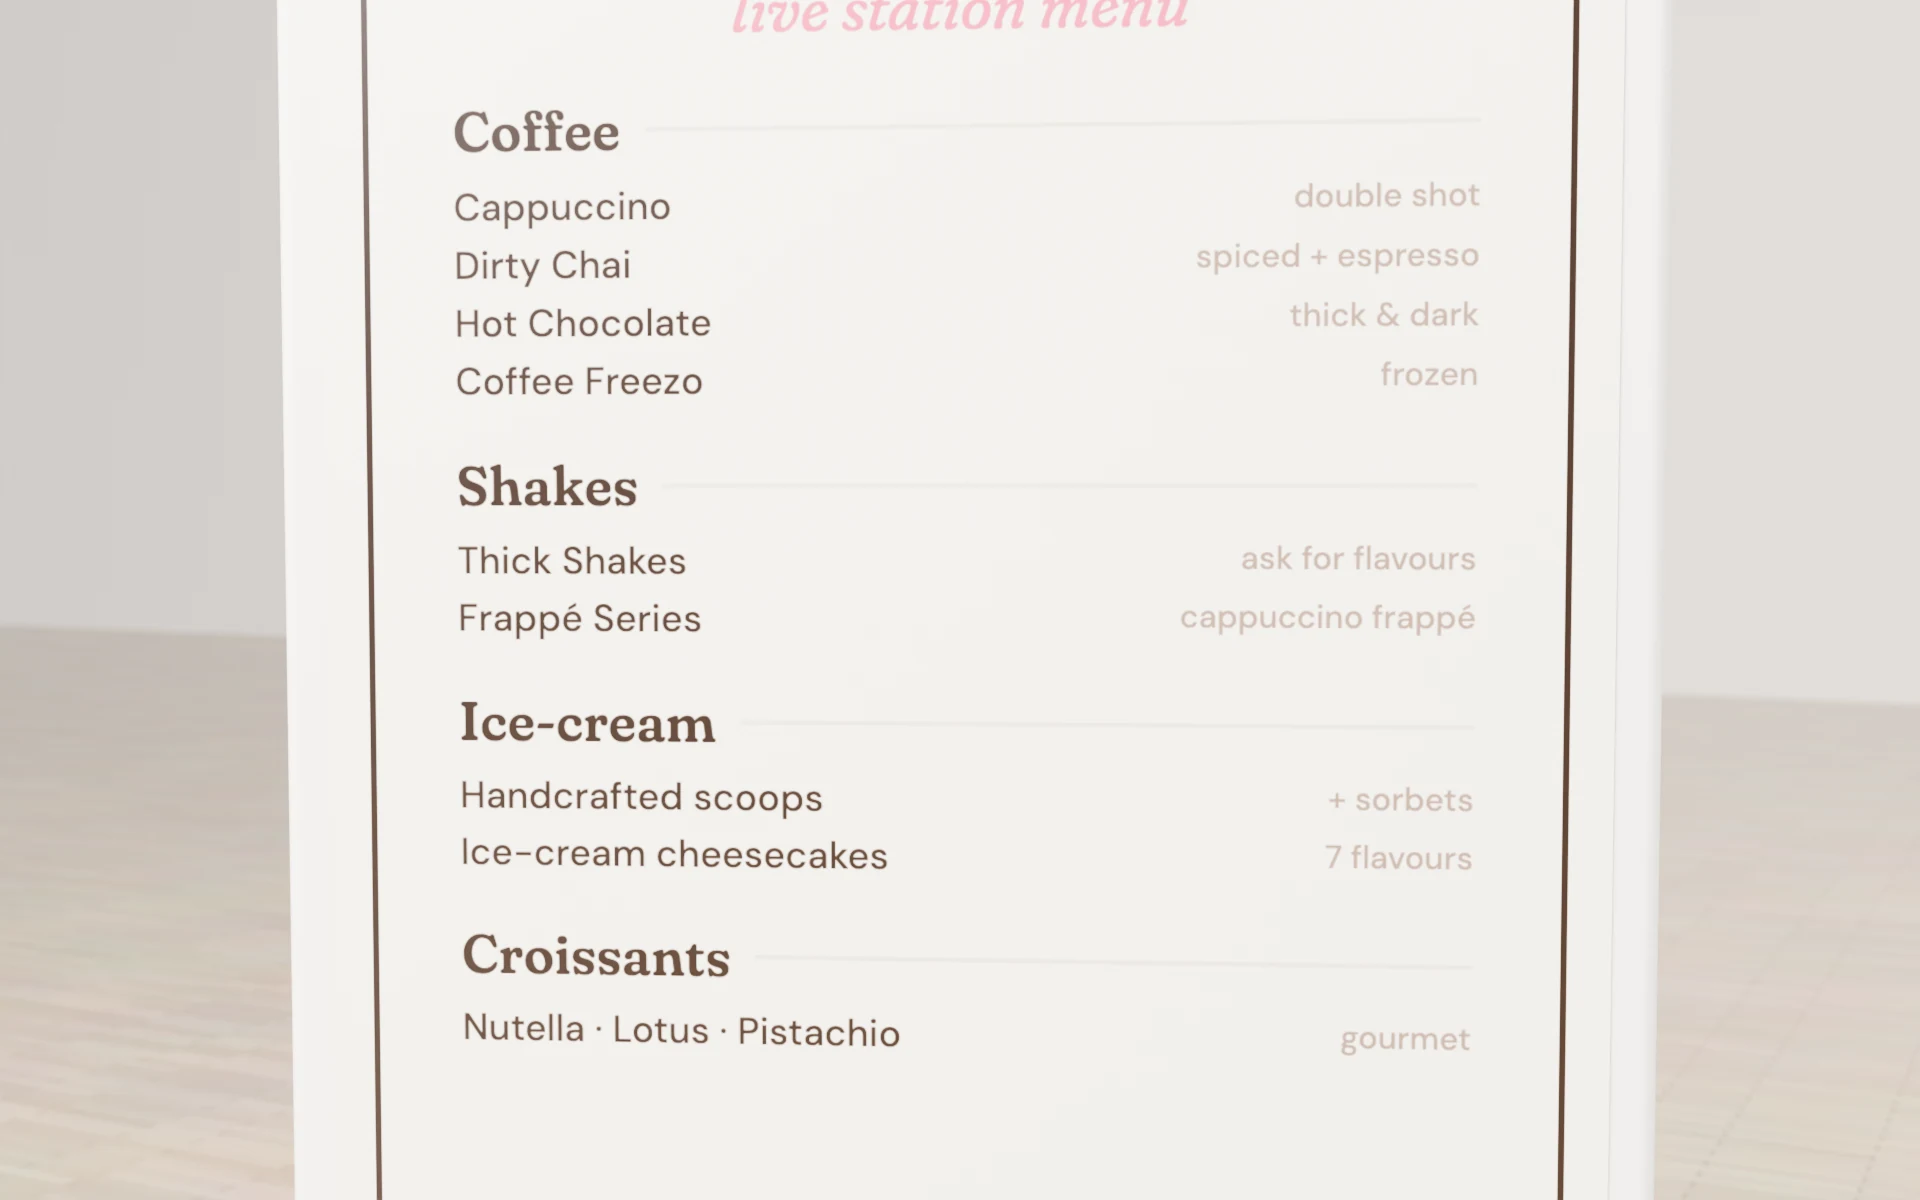 live station menu
Coffee
Cappuccino double shot
Dirty Chai spiced + espresso
Hot Chocolate thick & dark
Coffee Freezo frozen
Shakes
Thick Shakes ask for flavours
Frappé Series cappuccino frappé
Ice-cream
Handcrafted scoops + sorbets
Ice-cream cheesecakes 7 flavours
Croissants
Nutella · Lotus · Pistachio gourmet